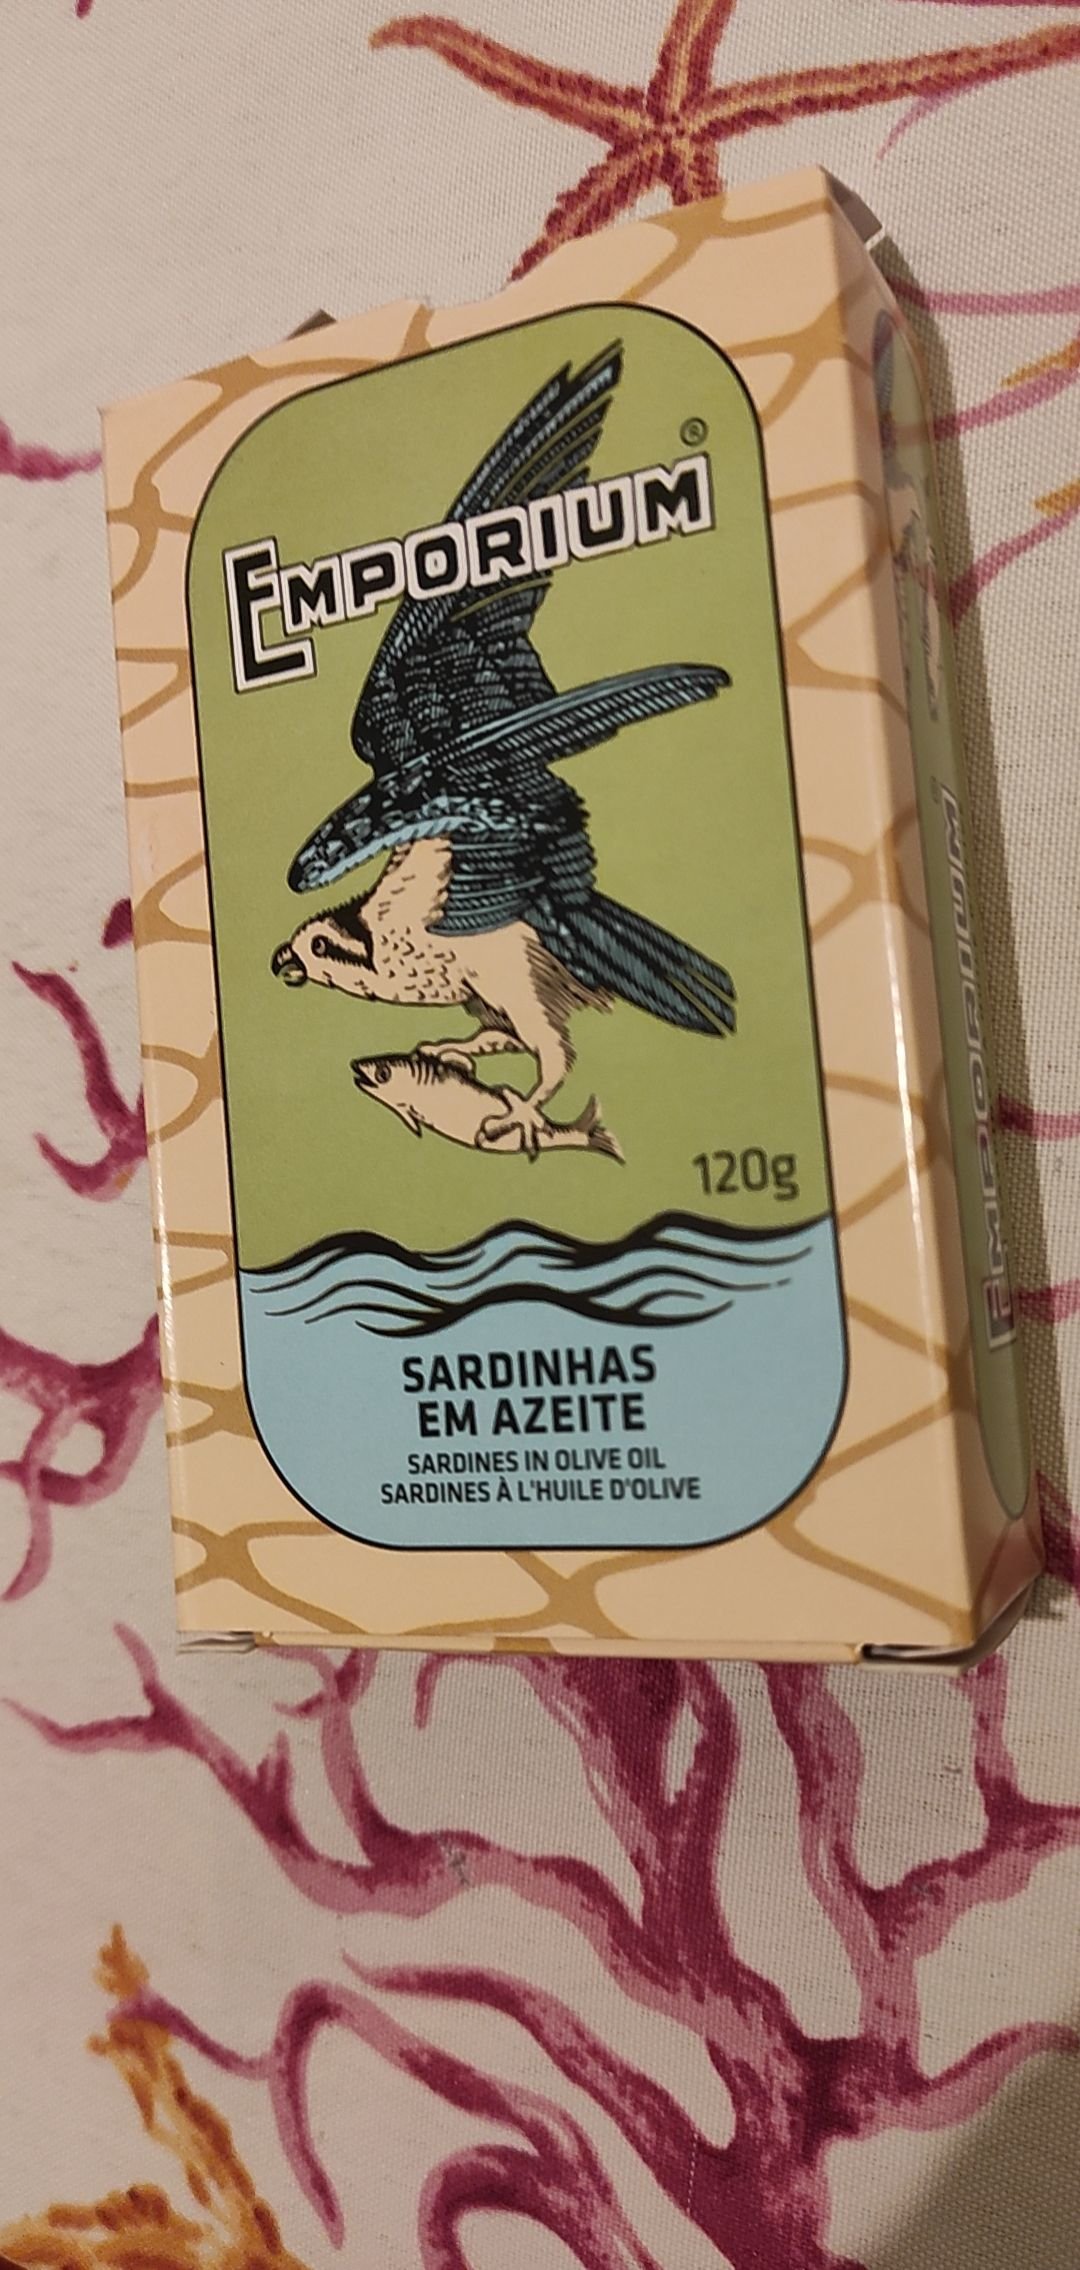 EMPORIUM
®
120g
SARDINHAS
EM AZEITE
SARDINES IN OLIVE OIL
SARDINES À L'HUILE D'OLIVE
EMPORIUM